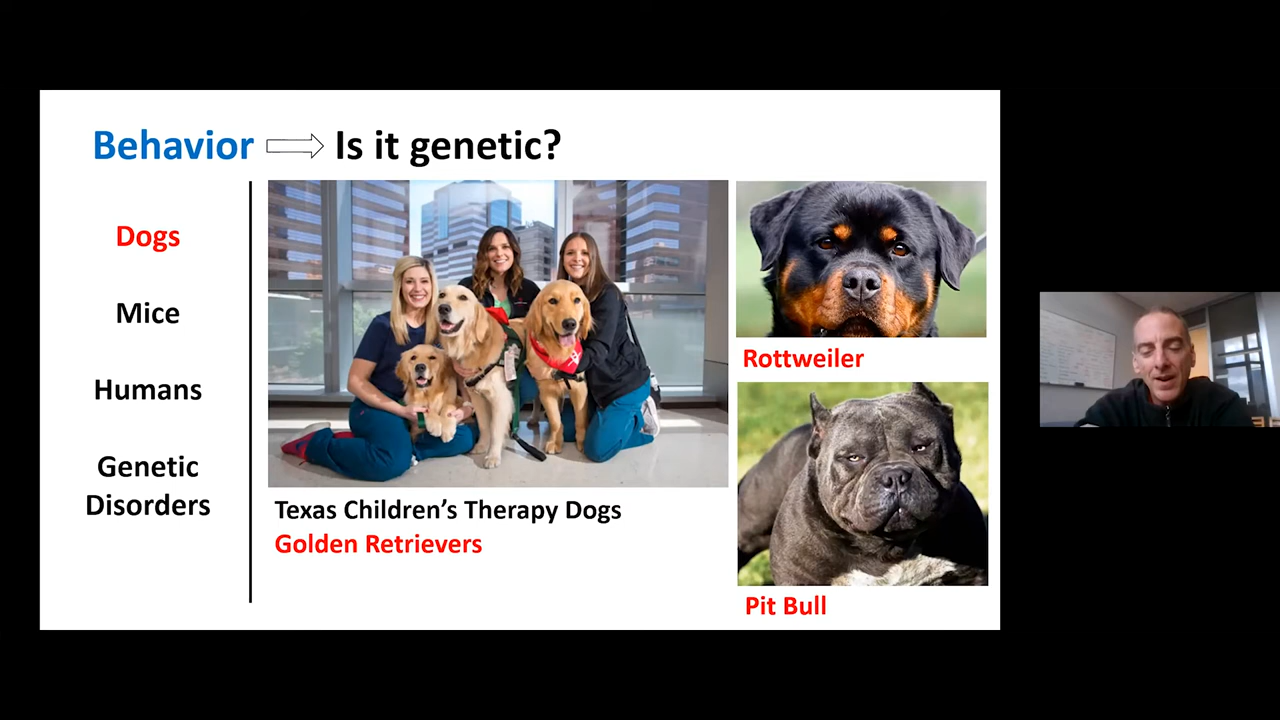 Behavior Is it genetic?
Dogs
Mice
Humans
Genetic
Disorders
Texas Children's Therapy Dogs
Golden Retrievers
Rottweiler
Pit Bull